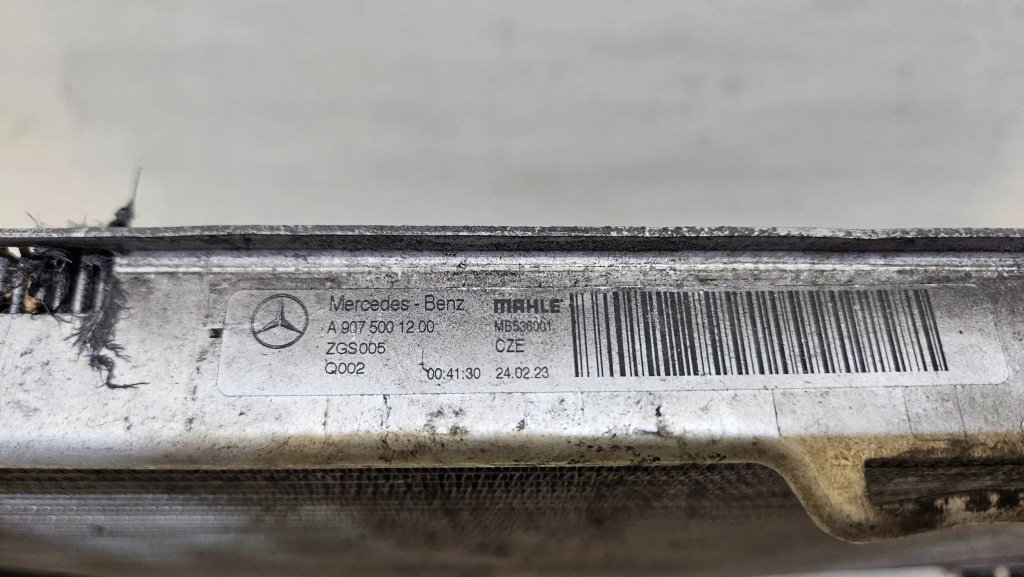 Mercedes - Benz
A 907 500 12 00
ZGS005
Q002
00:41:30
MAHLE
MB536001
CZE
24.02.23